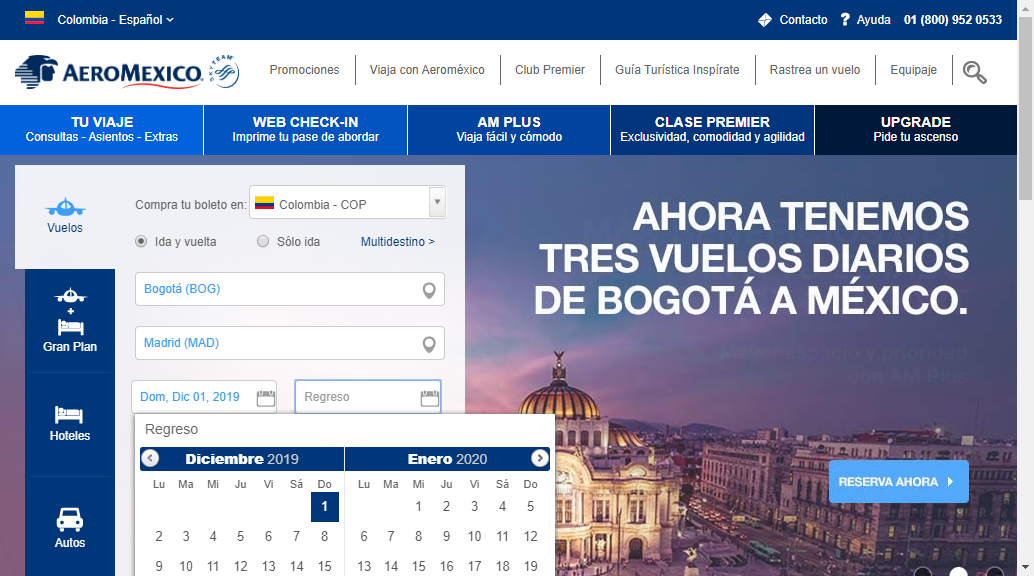 Colombia - Español
Contacto
Ayuda
01 (800) 952 0533
AEROMEXICO.
SKYTEAM
Promociones
Viaja con Aeroméxico
Club Premier
Guía Turística Inspírate
Rastrea un vuelo
Equipaje
TU VIAJE
Consultas - Asientos - Extras
WEB CHECK-IN
Imprime tu pase de abordar
AM PLUS
Viaja fácil y cómodo
CLASE PREMIER
Exclusividad, comodidad y agilidad
UPGRADE
Pide tu ascenso
Vuelos
+
Gran Plan
Hoteles
Autos
Compra tu boleto en: Colombia - COP
Ida y vuelta Sólo ida Multidestino >
Bogotá (BOG)
Madrid (MAD)
Dom, Dic 01, 2019 Regreso
Regreso
Diciembre 2019
Lu Ma Mi Ju Vi Sá Do
1
2 3 4 5 6 7 8
9 10 11 12 13 14 15
Enero 2020
Lu Ma Mi Ju Vi Sá Do
1 2 3 4 5
6 7 8 9 10 11 12
13 14 15 16 17 18 19
AHORA TENEMOS
TRES VUELOS DIARIOS
DE BOGOTÁ A MÉXICO.
Mayor espacio y prioridad
con AM Plus
RESERVA AHORA